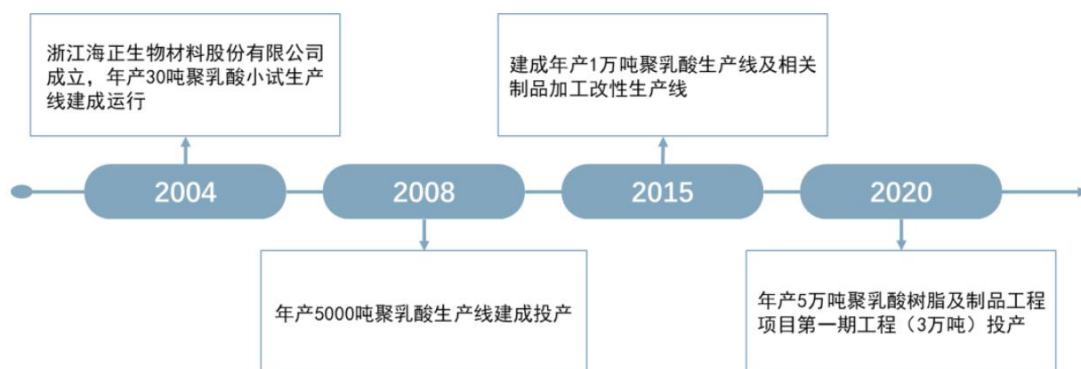 浙江海正生物材料股份有限公司
成立，年产30吨聚乳酸小试生产
线建成运行
建成年产1万吨聚乳酸生产线及相关
制品加工改性生产线
2004
2008
2015
2020
年产5000吨聚乳酸生产线建成投产
年产5万吨聚乳酸树脂及制品工程
项目第一期工程（3万吨）投产